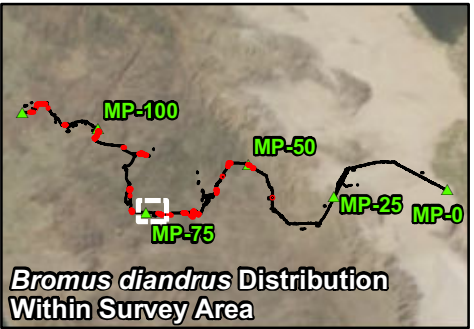 MP-100
MP-50
MP-25
MP-0
MP-75
Bromus diandrus Distribution
Within Survey Area